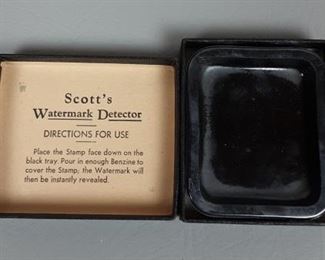 Scott's
Watermark Detector
DIRECTIONS FOR USE
Place the Stamp face down on the
black tray. Pour in enough Benzine to
cover the Stamp; the Watermark will
then be instantly revealed.